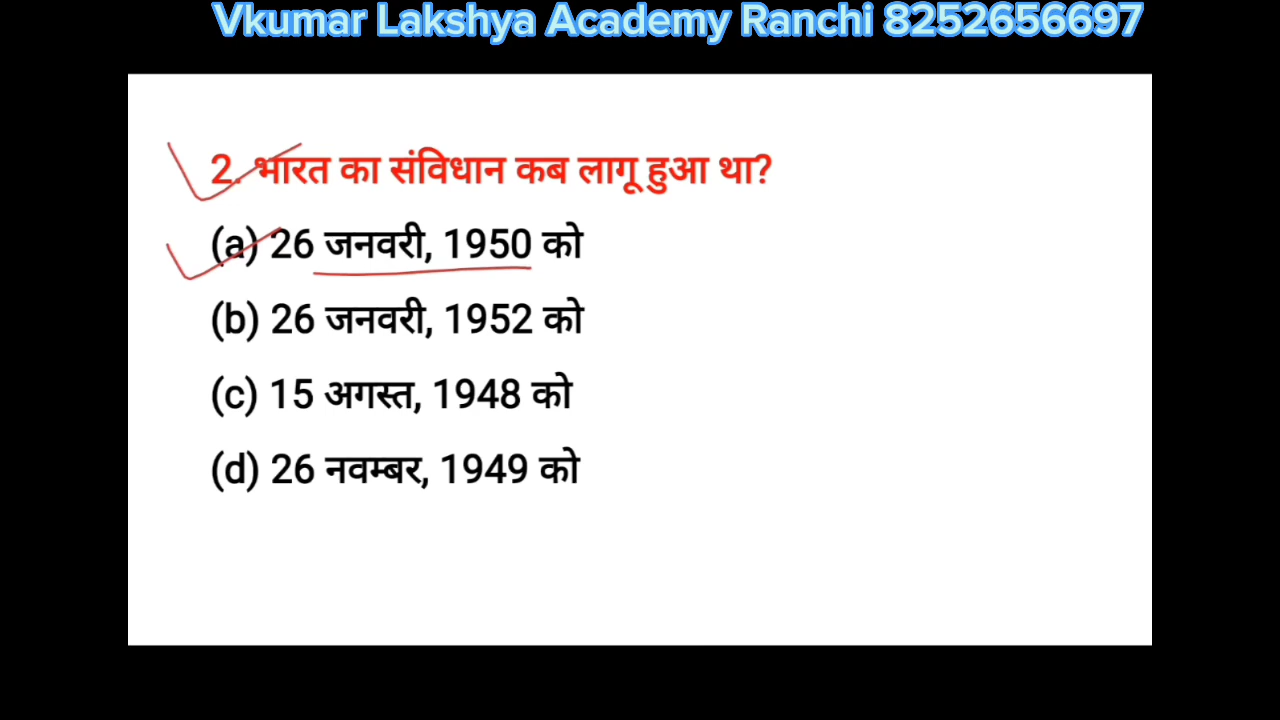 Vkumar Lakshya Academy Ranchi 8252656697
2. भारत का संविधान कब लागू हुआ था?
(a) 26 जनवरी, 1950 को
(b) 26 जनवरी, 1952 को
(c) 15 अगस्त, 1948 को
(d) 26 नवम्बर, 1949 को